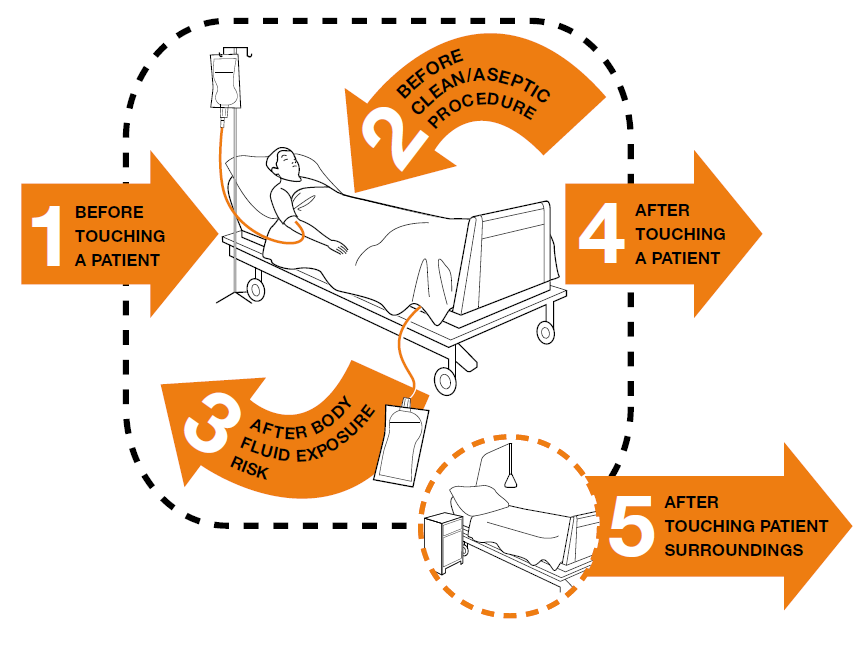 1
BEFORE
TOUCHING
A PATIENT
2
BEFORE
CLEAN/ASEPTIC
PROCEDURE
3
AFTER BODY
FLUID EXPOSURE
RISK
4
AFTER
TOUCHING
A PATIENT
5
AFTER
TOUCHING PATIENT
SURROUNDINGS